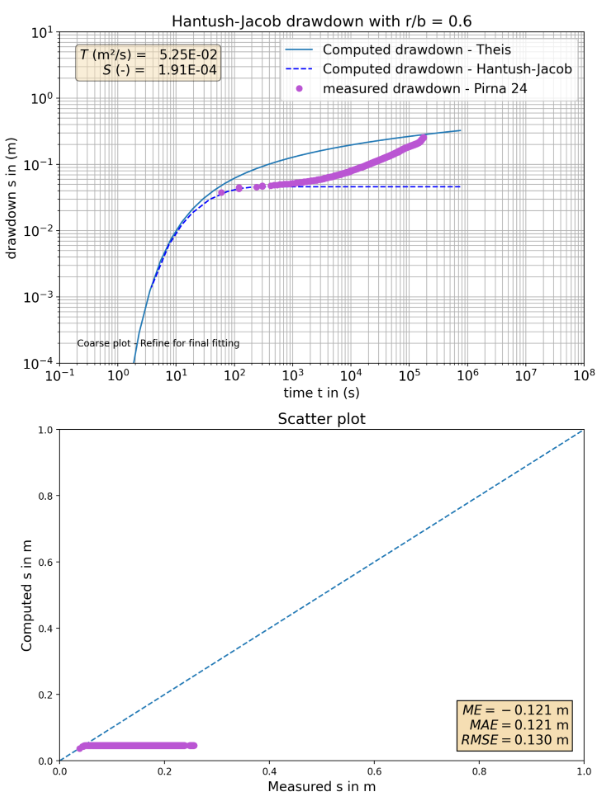 Hantush-Jacob drawdown with r/b = 0.6
10¹
10⁰
10⁻¹
10⁻²
10⁻³
10⁻⁴
drawdown s in (m)
T (m²/s) = 5.25E-02
S (-) = 1.91E-04
Computed drawdown - Theis
Computed drawdown - Hantush-Jacob
measured drawdown - Pirna 24
Coarse plot - Refine for final fitting
10⁻¹ 10⁰ 10¹ 10² 10³ 10⁴ 10⁵ 10⁶ 10⁷ 10⁸
time t in (s)
Scatter plot
1.0
0.8
0.6
0.4
0.2
0.0
Computed s in m
ME = −0.121 m
MAE = 0.121 m
RMSE = 0.130 m
0.0 0.2 0.4 0.6 0.8 1.0
Measured s in m